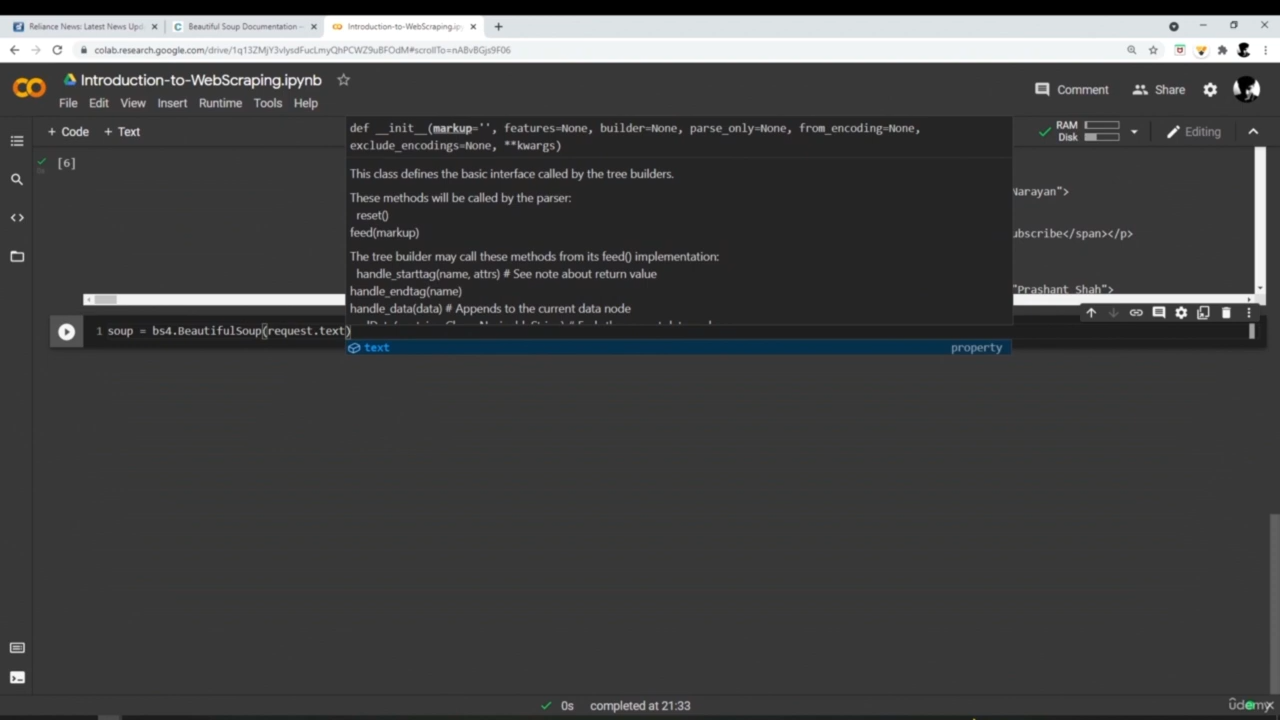 Reliance News: Latest News Upd
Beautiful Soup Documentation —
Introduction-to-WebScraping.ipyn
colab.research.google.com/drive/1q13ZMjY3vIysdFucLmyQhPCWZ9uBFOdM#scrollTo=nABvBGjs9F06
Introduction-to-WebScraping.ipynb
Comment
Share
File Edit View Insert Runtime Tools Help
+ Code + Text
RAM
Disk
Editing
[6]
def __init__(markup='', features=None, builder=None, parse_only=None, from_encoding=None,
exclude_encodings=None, **kwargs)
This class defines the basic interface called by the tree builders.
These methods will be called by the parser:
reset()
feed(markup)
The tree builder may call these methods from its feed() implementation:
handle_starttag(name, attrs) # See note about return value
handle_endtag(name)
handle_data(data) # Appends to the current data node
Narayan">
ubscribe</span></p>
"Prashant Shah">
1 soup = bs4.BeautifulSoup(request.text)
text property
0s completed at 21:33
udemy